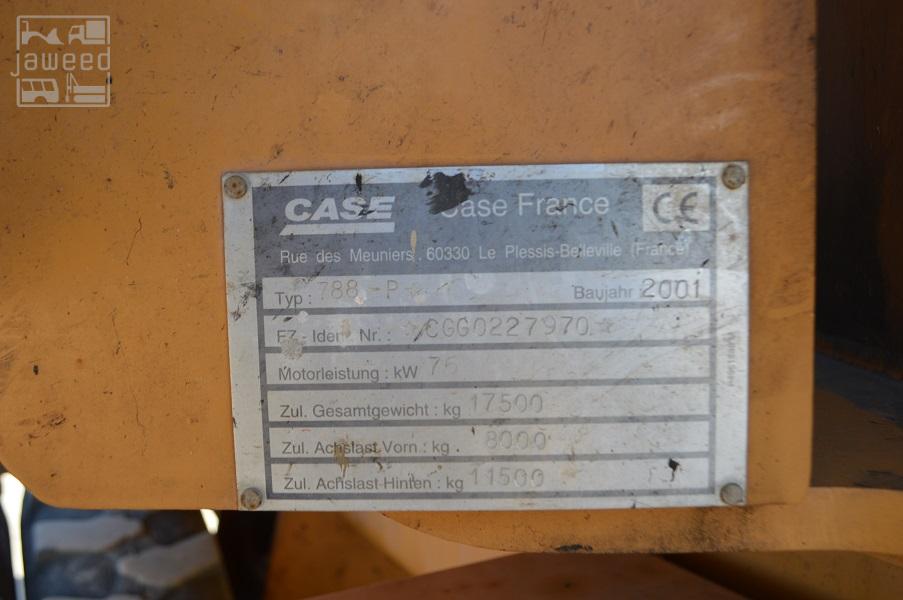 jaweed
CASE Case France CE
Rue des Meuniers . 60330 Le Plessis-Belleville (France)
Typ : 788 - P Baujahr 2001
FZ - Ident. Nr. : *CGG0227970*
Motorleistung : kW 75
Zul. Gesamtgewicht : kg 17500
Zul. Achslast Vorn : kg . 8000
Zul. Achslast Hinten : kg 11500